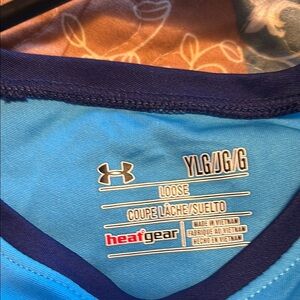 YLG/JG/G
LOOSE
COUPE LÂCHE/SUELTO
heatgear
MADE IN VIETNAM
FABRIQUÉ AU VIETNAM
HECHO EN VIETNAM